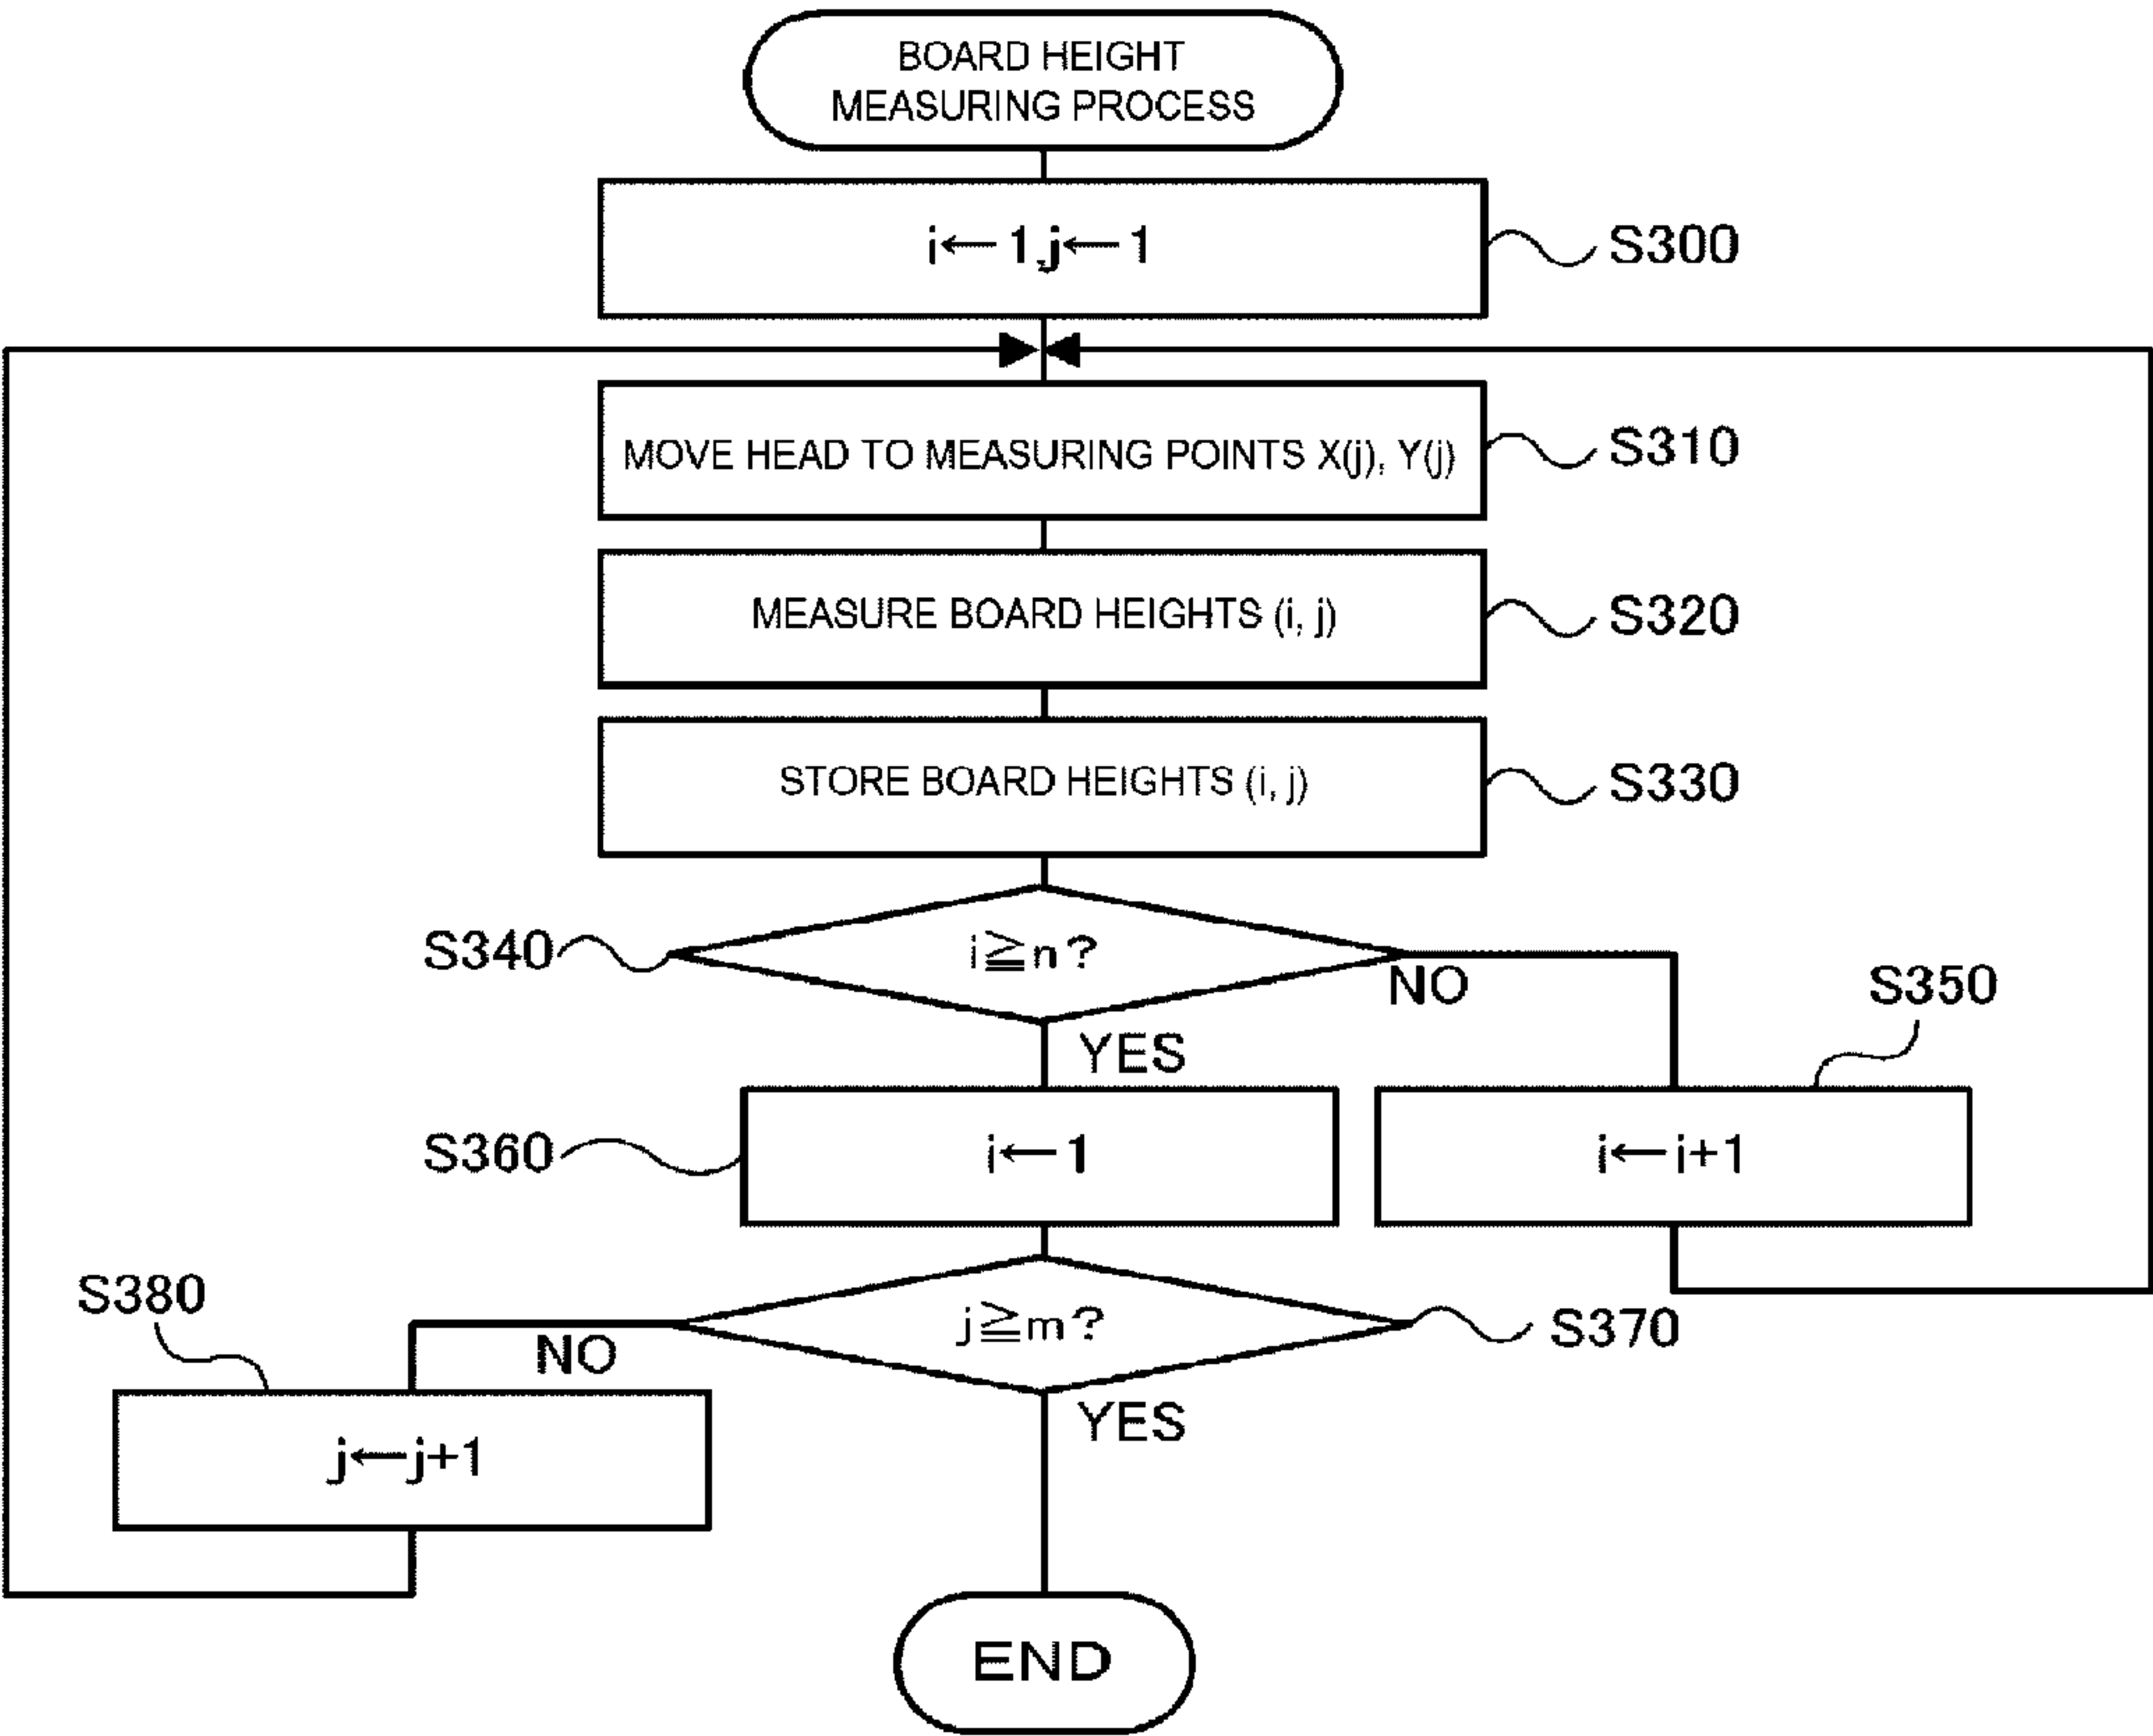 BOARD HEIGHT
MEASURING PROCESS
i←1,j←1
S300
MOVE HEAD TO MEASURING POINTS X(j), Y(j)
S310
MEASURE BOARD HEIGHTS (i, j)
S320
STORE BOARD HEIGHTS (i, j)
S330
S340
i≧n?
NO
S350
YES
S360
i←1
i←i+1
S380
NO
j≧m?
S370
YES
j←j+1
END